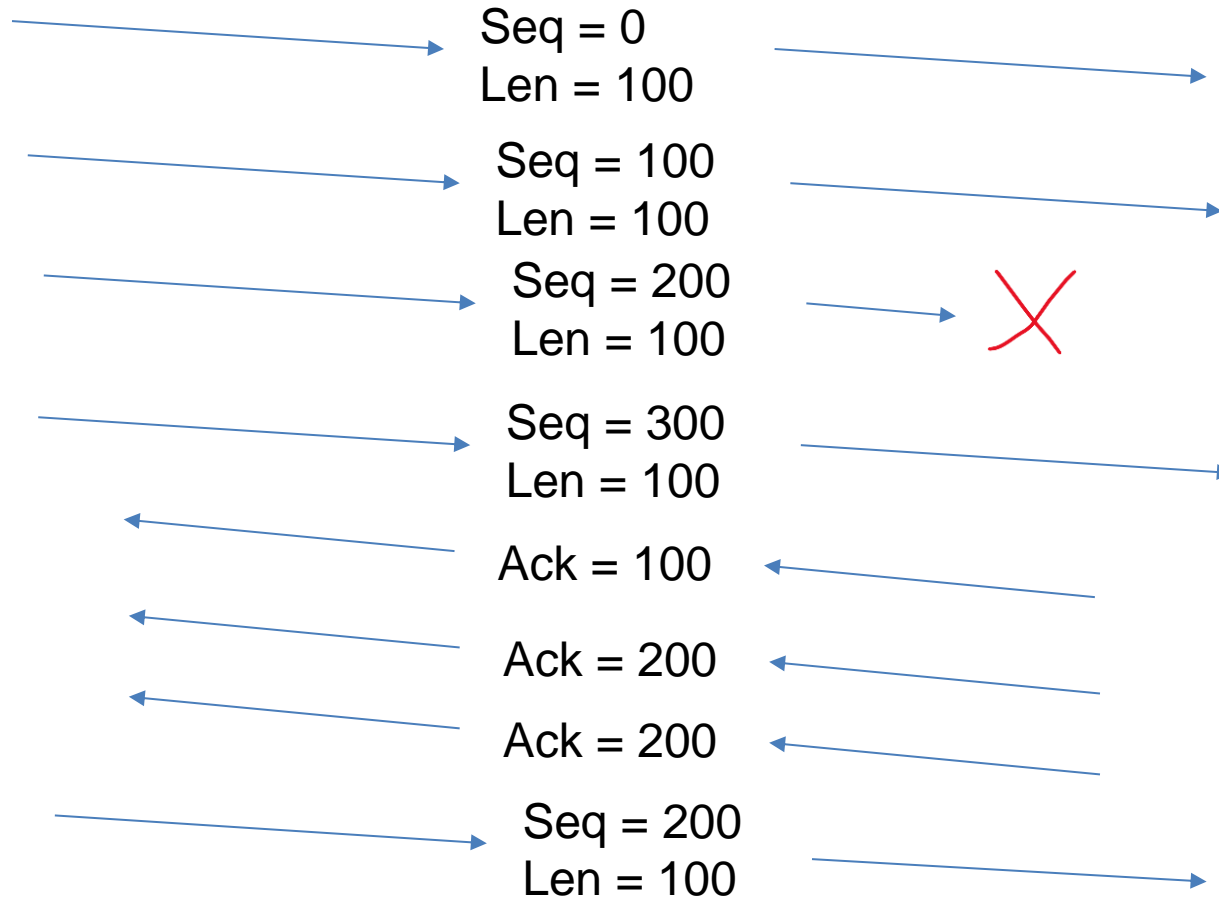 Seq = 0
Len = 100
Seq = 100
Len = 100
Seq = 200
Len = 100
Seq = 300
Len = 100
Ack = 100
Ack = 200
Ack = 200
Seq = 200
Len = 100